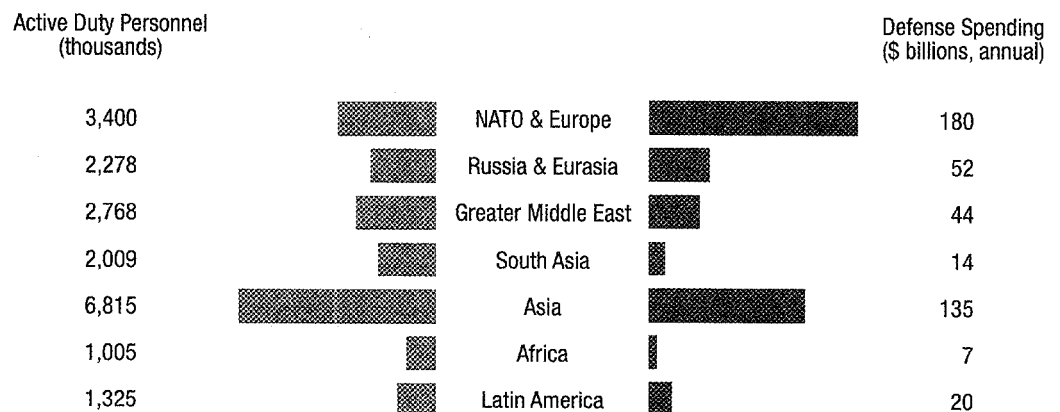 Active Duty Personnel
(thousands)
Defense Spending
($ billions, annual)
3,400 NATO & Europe 180
2,278 Russia & Eurasia 52
2,768 Greater Middle East 44
2,009 South Asia 14
6,815 Asia 135
1,005 Africa 7
1,325 Latin America 20